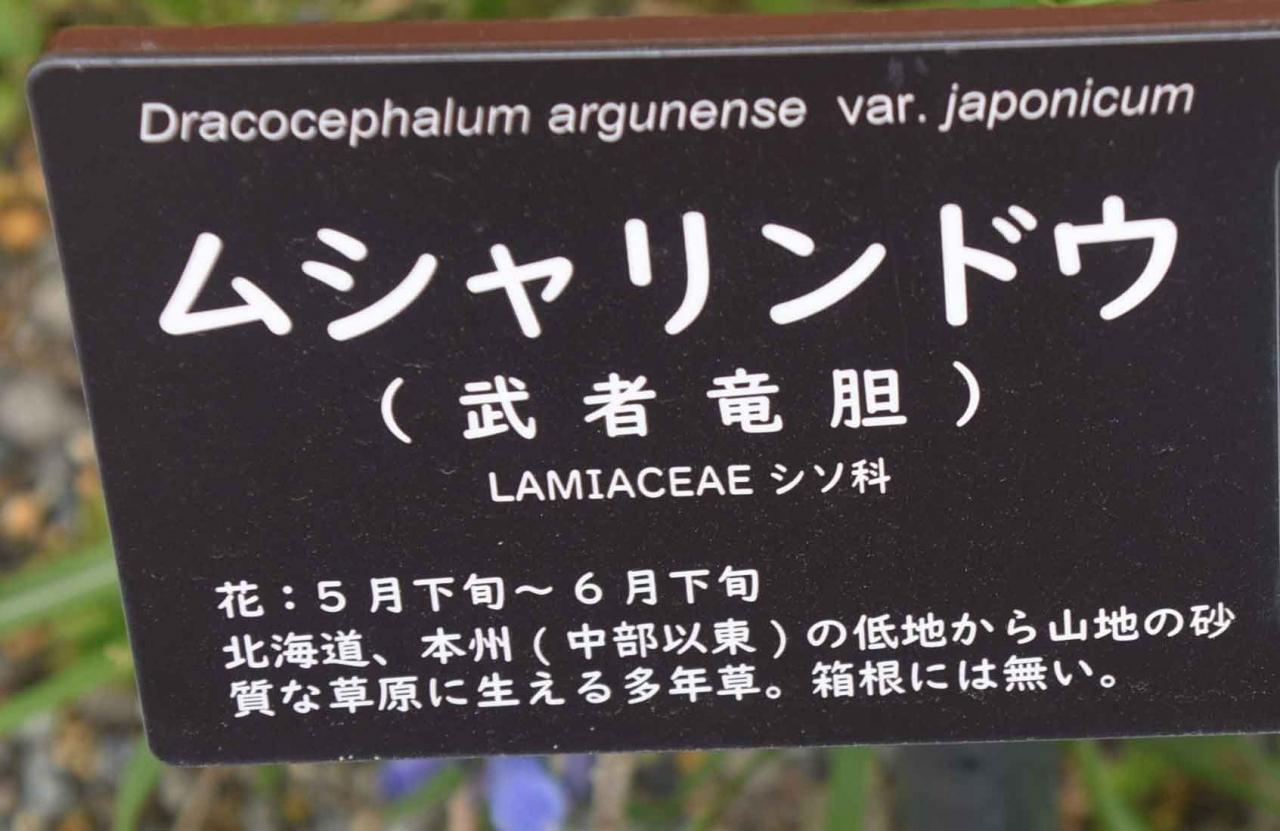 Dracocephalum argunense var. japonicum
ムシャリンドウ
(武者竜胆)
LAMIACEAE シソ科
花：5月下旬～6月下旬
北海道、本州(中部以東)の低地から山地の砂
質な草原に生える多年草。箱根には無い。